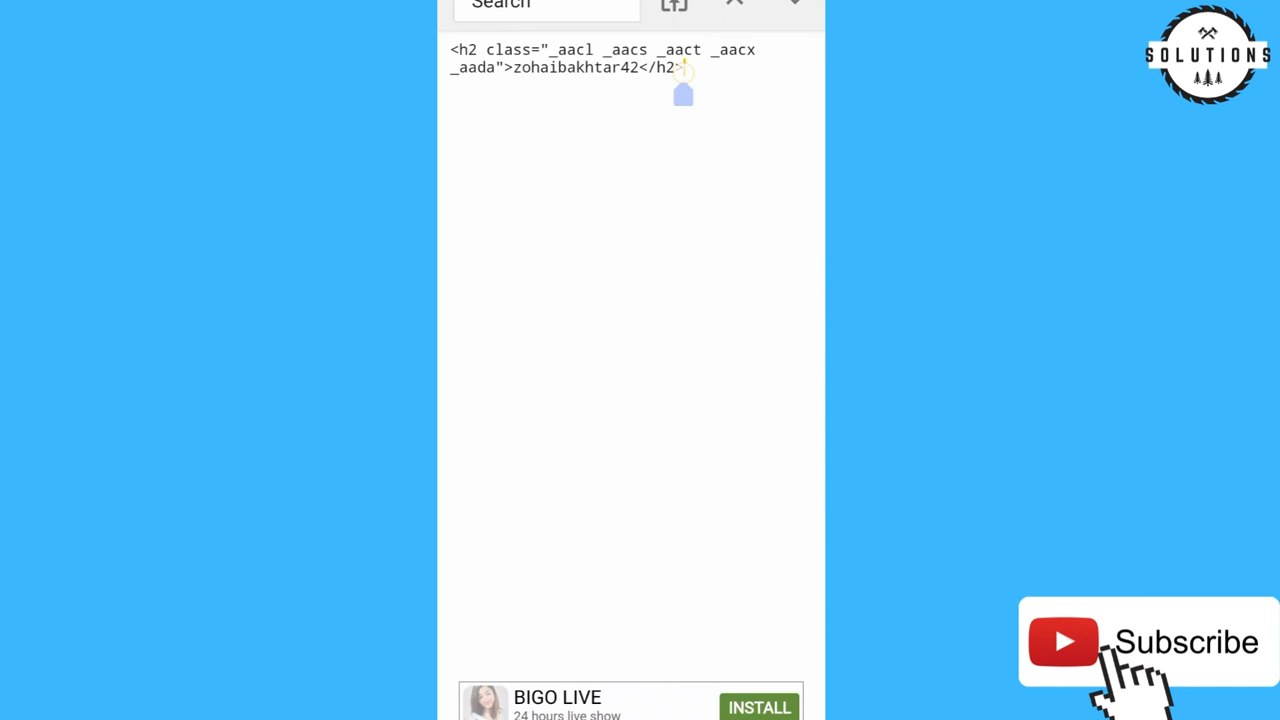 Search
<h2 class="_aacl _aacs _aact _aacx
_aada">zohaibakhtar42</h2>
SOLUTIONS
Subscribe
BIGO LIVE
24 hours live show
INSTALL